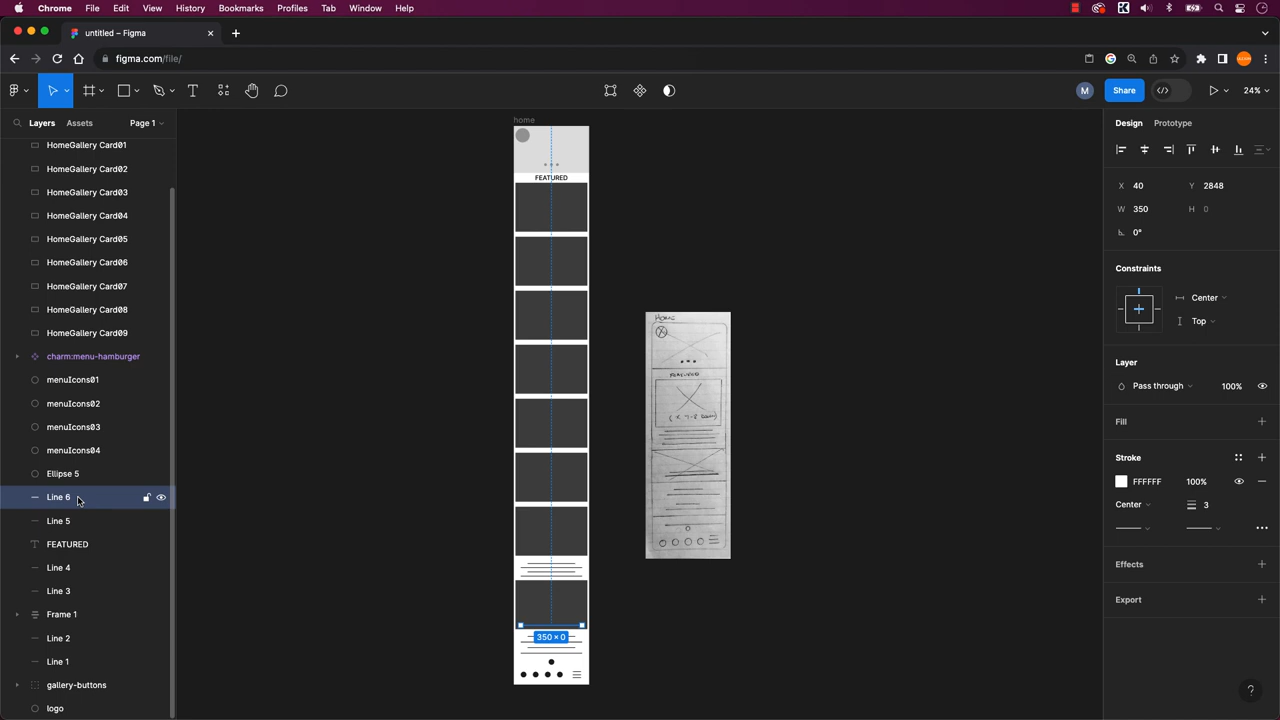 Chrome File Edit View History Bookmarks Profiles Tab Window Help
untitled – Figma
figma.com/file/
Share
24%
Layers Assets Page 1
HomeGallery Card01
HomeGallery Card02
HomeGallery Card03
HomeGallery Card04
HomeGallery Card05
HomeGallery Card06
HomeGallery Card07
HomeGallery Card08
HomeGallery Card09
charm:menu-hamburger
menuIcons01
menuIcons02
menuIcons03
menuIcons04
Ellipse 5
Line 6
Line 5
FEATURED
Line 4
Line 3
Frame 1
Line 2
Line 1
gallery-buttons
logo
home
FEATURED
350 × 0
Home
FEATURED
M
Design Prototype
X 40 Y 2848
W 350 H 0
0°
Constraints
Center
Top
Layer
Pass through 100%
Fill
Stroke
FFFFFF 100%
Center 3
Effects
Export
?